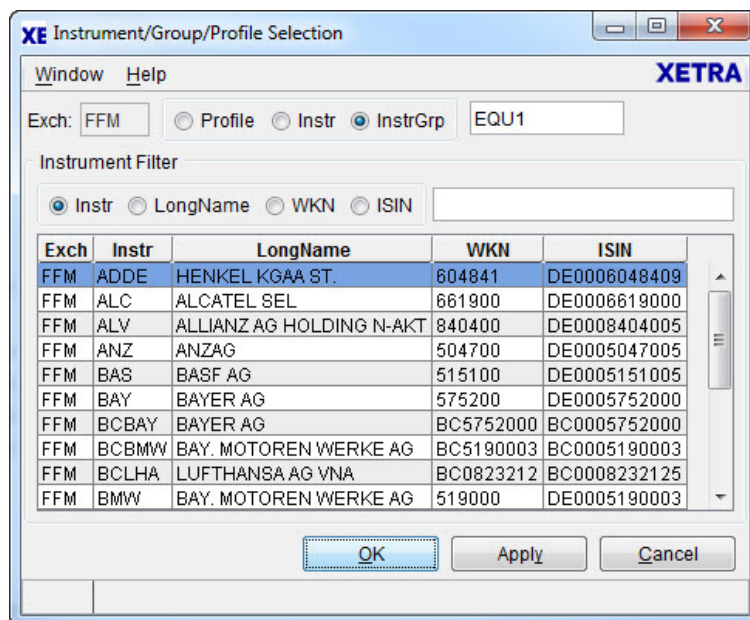 XE Instrument/Group/Profile Selection
Window Help XETRA
Exch: FFM Profile Instr InstrGrp EQU1
Instrument Filter
Instr LongName WKN ISIN
Exch Instr LongName WKN ISIN
FFM ADDE HENKEL KGAA ST. 604841 DE0006048409
FFM ALC ALCATEL SEL 661900 DE0006619000
FFM ALV ALLIANZ AG HOLDING N-AKT 840400 DE0008404005
FFM ANZ ANZAG 504700 DE0005047005
FFM BAS BASF AG 515100 DE0005151005
FFM BAY BAYER AG 575200 DE0005752000
FFM BCBAY BAYER AG BC5752000 BC0005752000
FFM BCBMW BAY. MOTOREN WERKE AG BC5190003 BC0005190003
FFM BCLHA LUFTHANSA AG VNA BC0823212 BC0008232125
FFM BMW BAY. MOTOREN WERKE AG 519000 DE0005190003
OK Apply Cancel